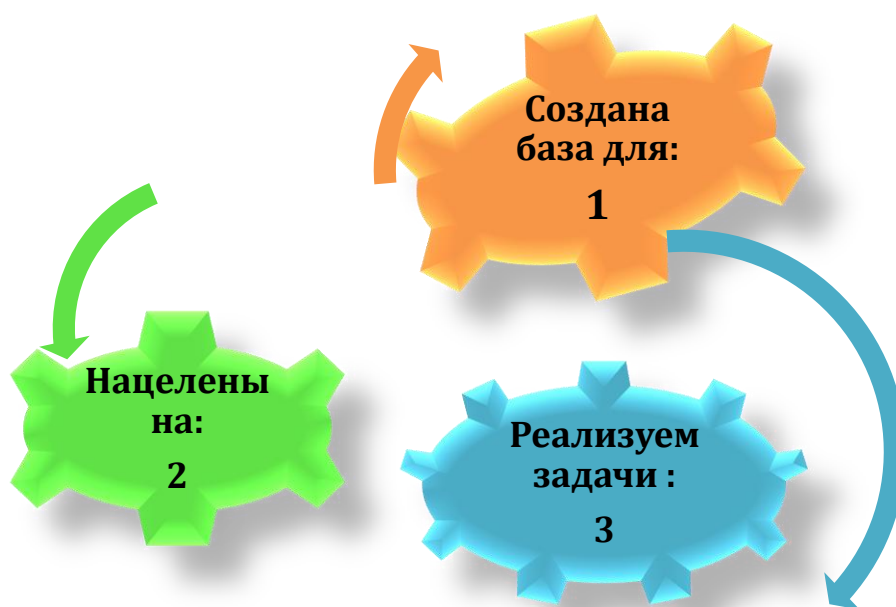 Создана
база для:
1
Нацелены
на:
2
Реализуем
задачи :
3